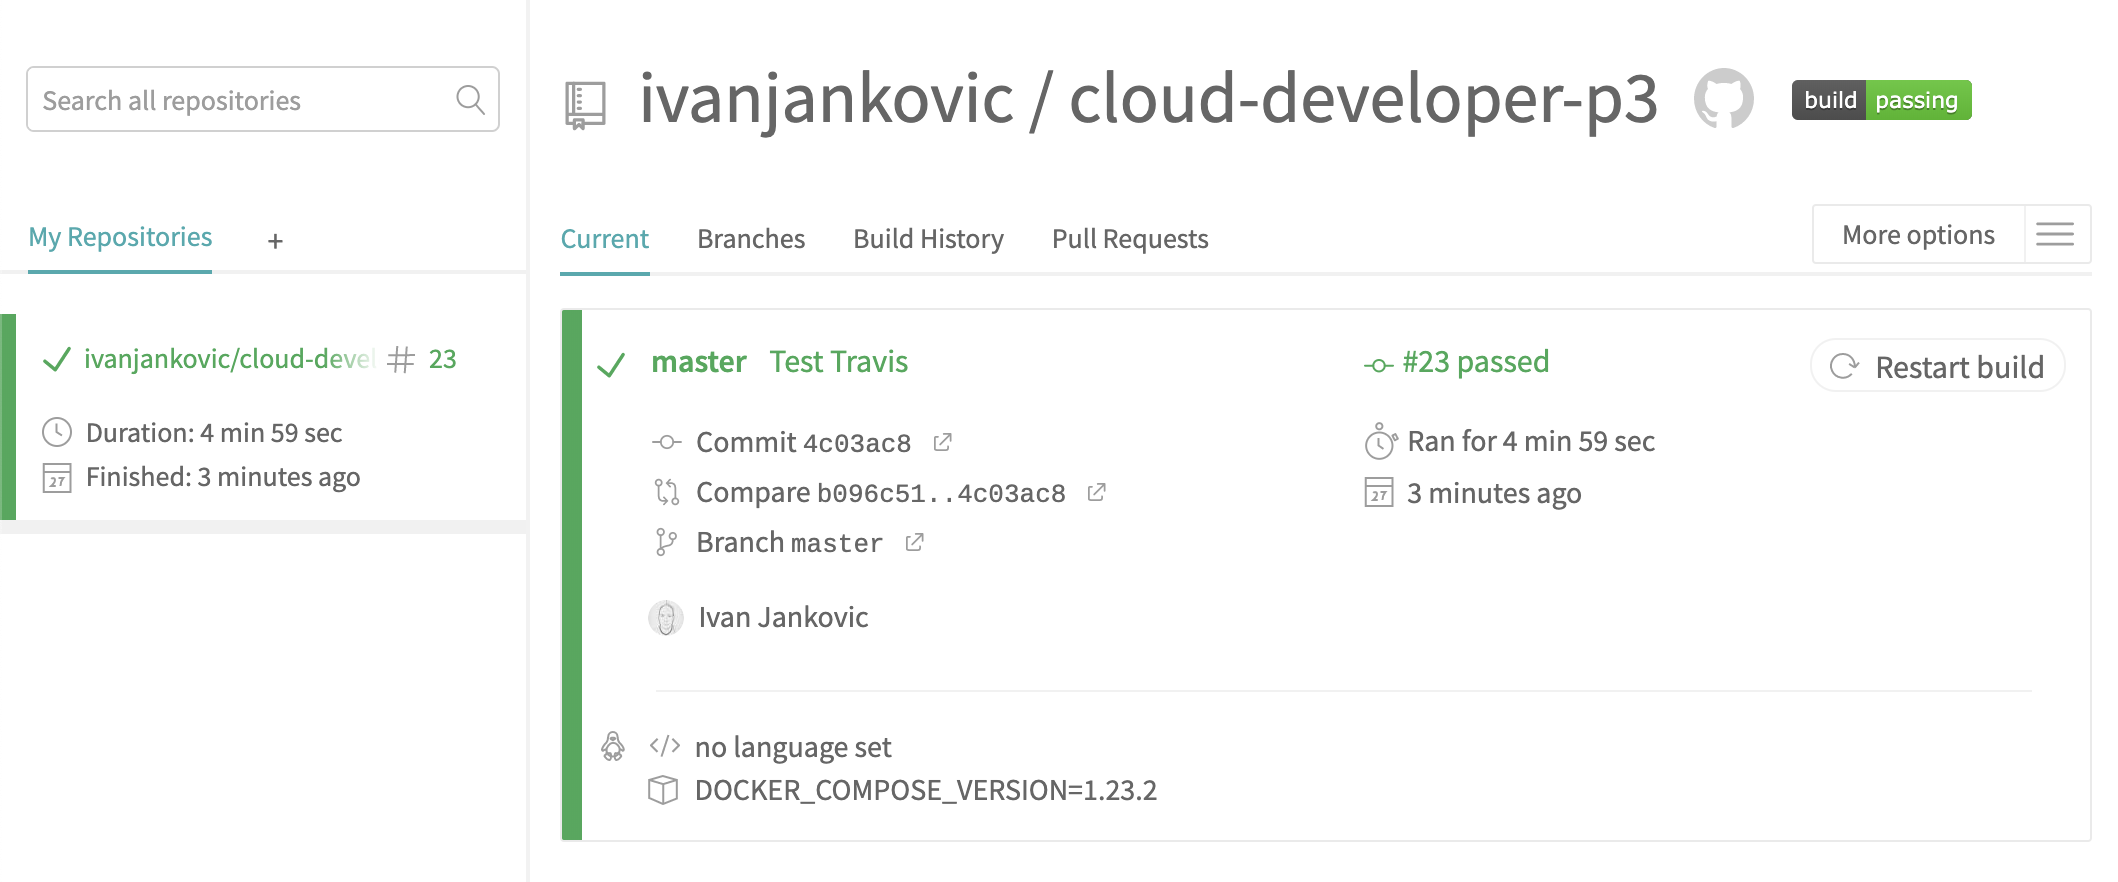 Search all repositories
My Repositories +
ivanjankovic/cloud-devel # 23
Duration: 4 min 59 sec
27 Finished: 3 minutes ago
ivanjankovic / cloud-developer-p3 build passing
Current Branches Build History Pull Requests More options
master Test Travis #23 passed Restart build
Commit 4c03ac8 Ran for 4 min 59 sec
Compare b096c51..4c03ac8 27 3 minutes ago
Branch master
Ivan Jankovic
</> no language set
DOCKER_COMPOSE_VERSION=1.23.2